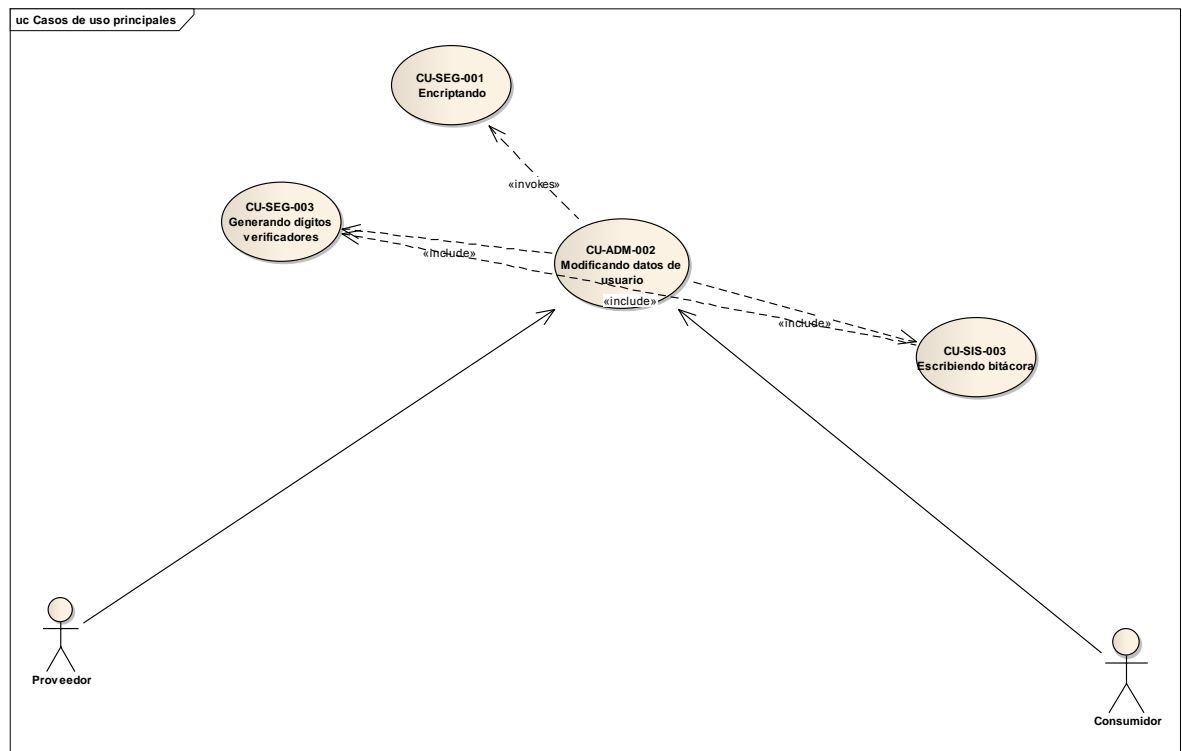 uc Casos de uso principales
CU-SEG-001
Encriptando
«invokes»
CU-SEG-003
Generando dígitos
verificadores
«include»
CU-ADM-002
Modificando datos de
usuario
«include»
«include»
CU-SIS-003
Escribiendo bitácora
Proveedor
Consumidor